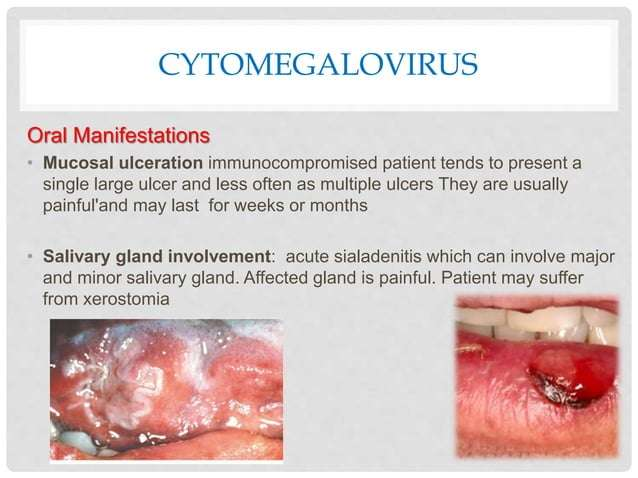 CYTOMEGALOVIRUS
Oral Manifestations
• Mucosal ulceration immunocompromised patient tends to present a
single large ulcer and less often as multiple ulcers They are usually
painful'and may last for weeks or months
• Salivary gland involvement: acute sialadenitis which can involve major
and minor salivary gland. Affected gland is painful. Patient may suffer
from xerostomia